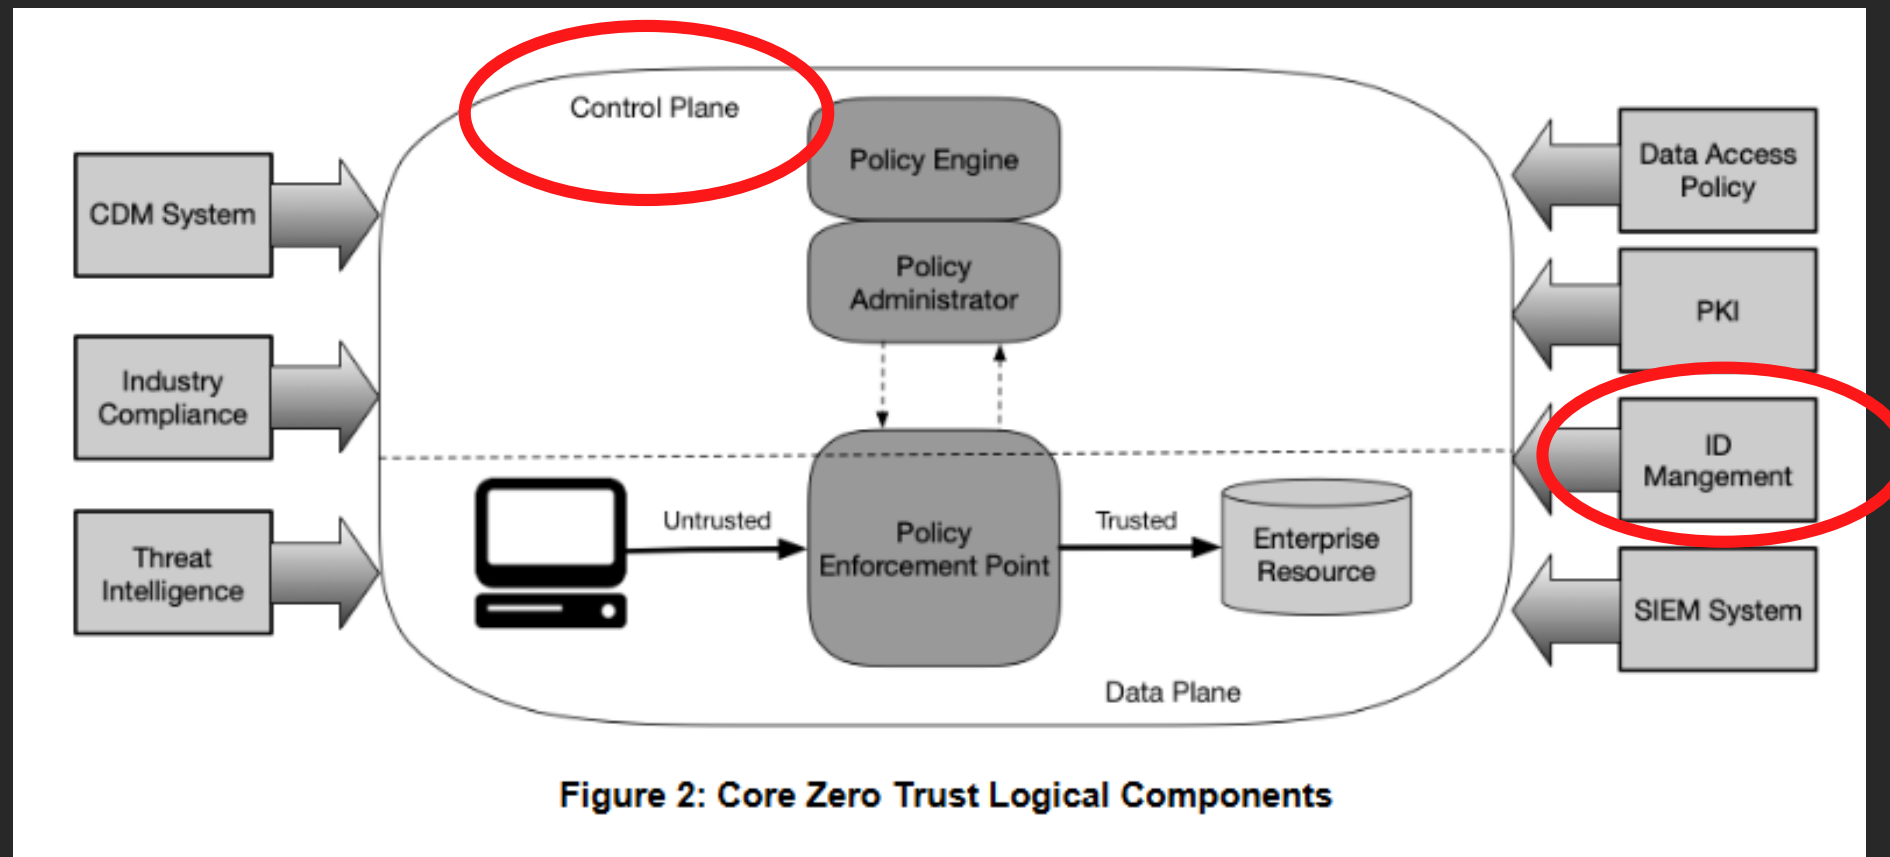 Control Plane
Policy Engine
Policy
Administrator
CDM System
Industry
Compliance
Threat
Intelligence
Untrusted
Policy
Enforcement Point
Trusted
Enterprise
Resource
Data Plane
Data Access
Policy
PKI
ID
Mangement
SIEM System
Figure 2: Core Zero Trust Logical Components